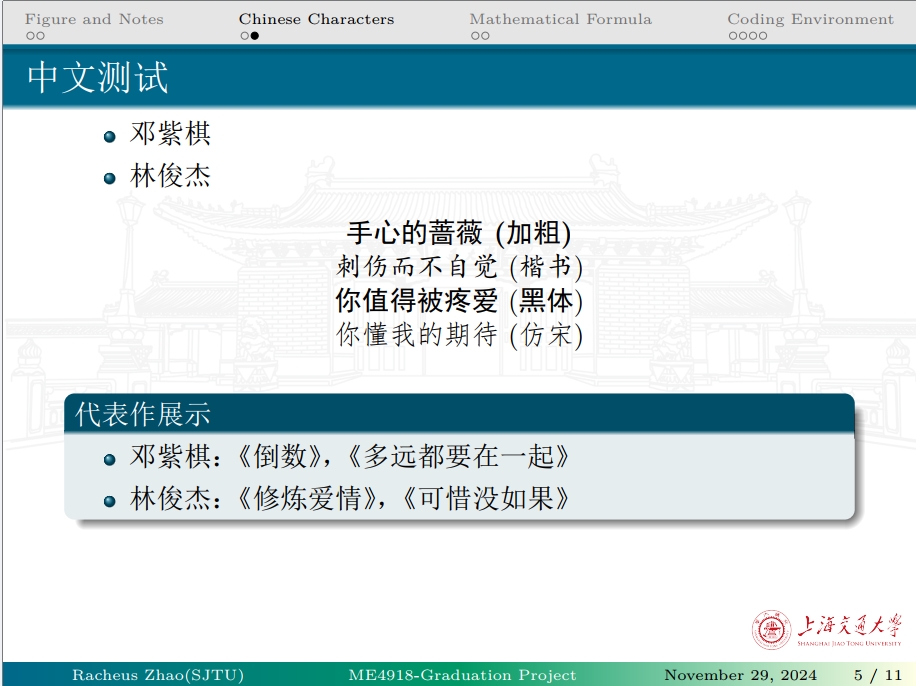 Figure and Notes Chinese Characters Mathematical Formula Coding Environment
中文测试
邓紫棋
林俊杰
手心的蔷薇 (加粗)
刺伤而不自觉 (楷书)
你值得被疼爱 (黑体)
你懂我的期待 (仿宋)
代表作展示
邓紫棋：《倒数》，《多远都要在一起》
林俊杰：《修炼爱情》，《可惜没如果》
上海交通大学
SHANGHAI JIAO TONG UNIVERSITY
Racheus Zhao(SJTU) ME4918-Graduation Project November 29, 2024 5 / 11